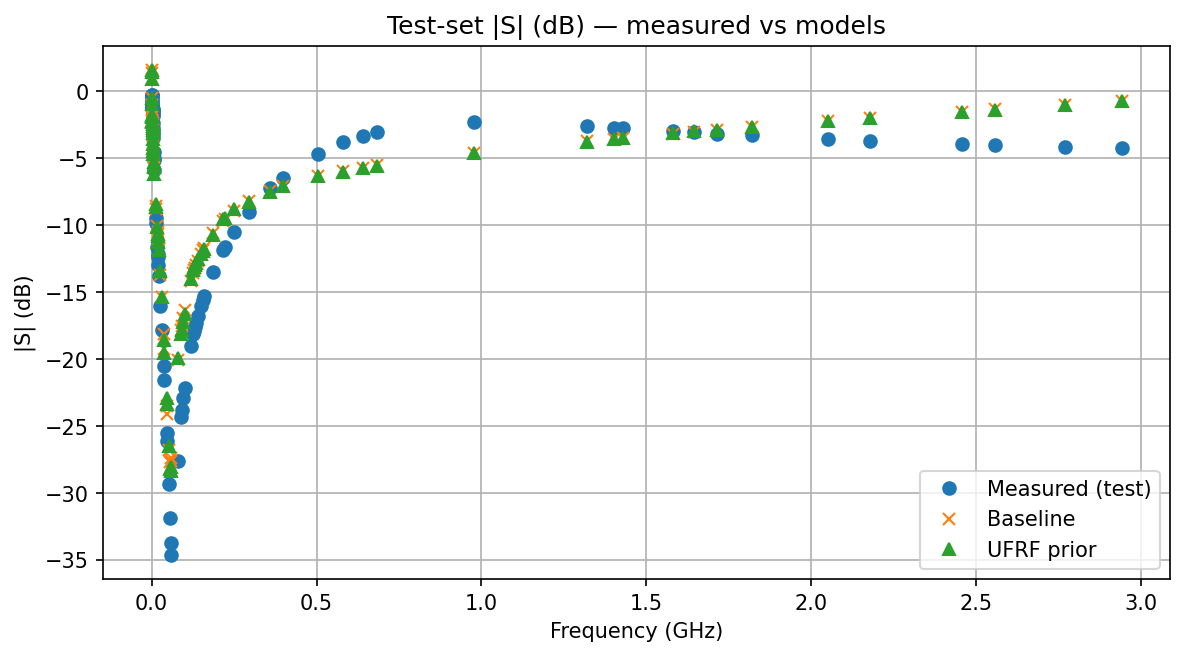 Test-set |S| (dB) — measured vs models
|S| (dB)
0
−5
−10
−15
−20
−25
−30
−35
0.0 0.5 1.0 1.5 2.0 2.5 3.0
Frequency (GHz)
Measured (test)
Baseline
UFRF prior